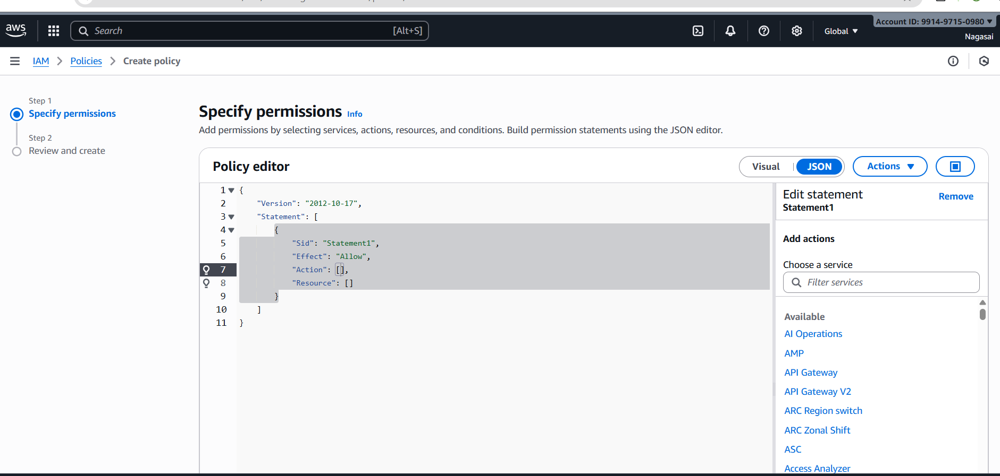 aws
Search [Alt+S]
Global
Account ID: 9914-9715-0980
Nagasai
IAM
Policies
Create policy
Step 1
Specify permissions
Step 2
Review and create
Specify permissions Info
Add permissions by selecting services, actions, resources, and conditions. Build permission statements using the JSON editor.
Policy editor
Visual
JSON
Actions
1 {
2 "Version": "2012-10-17",
3 "Statement": [
4 {
5 "Sid": "Statement1",
6 "Effect": "Allow",
7 "Action": [],
8 "Resource": []
9 }
10 ]
11 }
Edit statement
Remove
Statement1
Add actions
Choose a service
Filter services
Available
AI Operations
AMP
API Gateway
API Gateway V2
ARC Region switch
ARC Zonal Shift
ASC
Access Analyzer